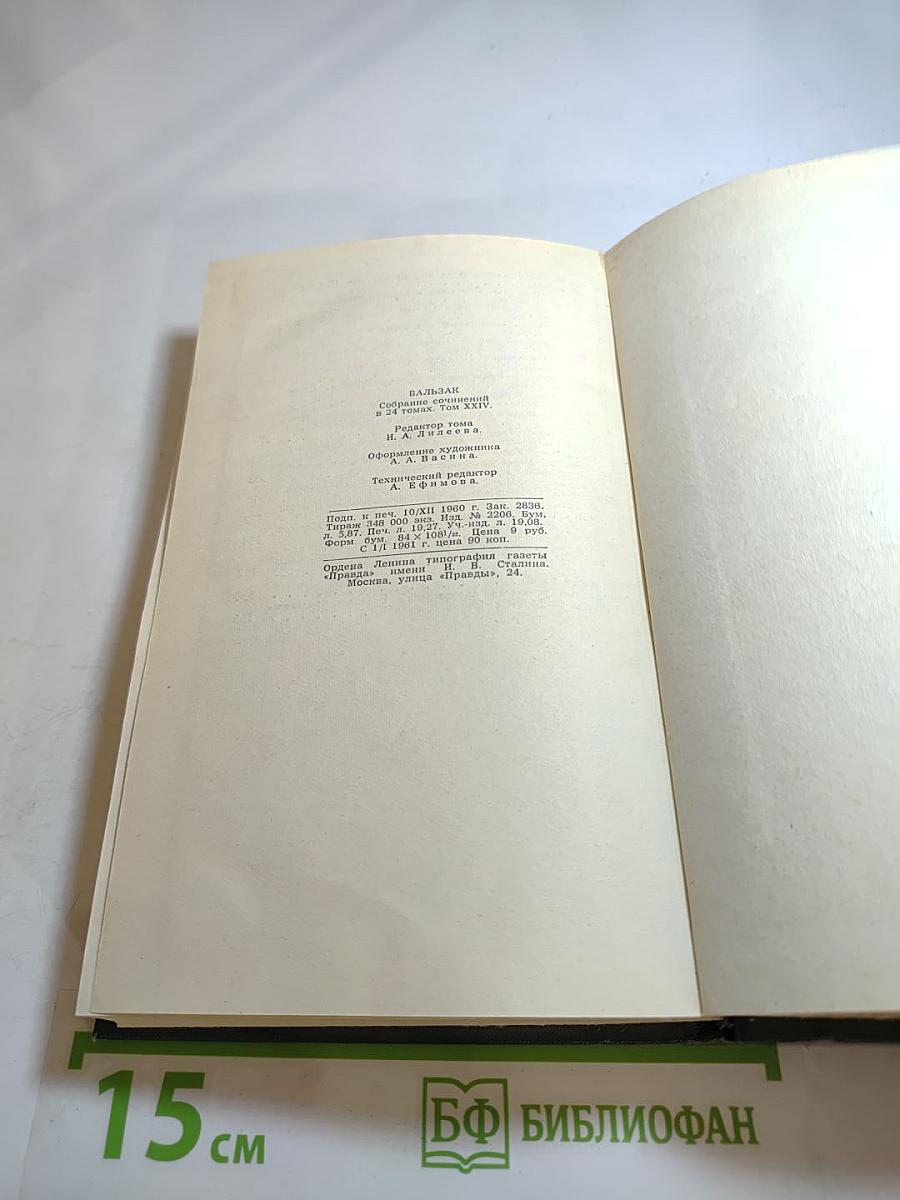 БАЛЬЗАК
Собрание сочинений
в 24 томах. Том XXIV.
Редактор тома
И. А. Лилеева.
Оформление художника
А. А. Васина.
Технический редактор
А. Ефимова.
Подп. к печ. 10/XII 1960 г. Зак. 2836.
Тираж 348 000 экз. Изд. № 2206. Бум.
л. 5,87. Печ. л. 19,27. Уч.-изд. л. 19,08.
Форм. бум. 84 × 108¹/₃₂. Цена 9 руб.
С 1/I 1961 г. цена 90 коп.
Ордена Ленина типография газеты
«Правда» имени И. В. Сталина.
Москва, улица «Правды», 24.
15 см
БФ БИБЛИОФАН